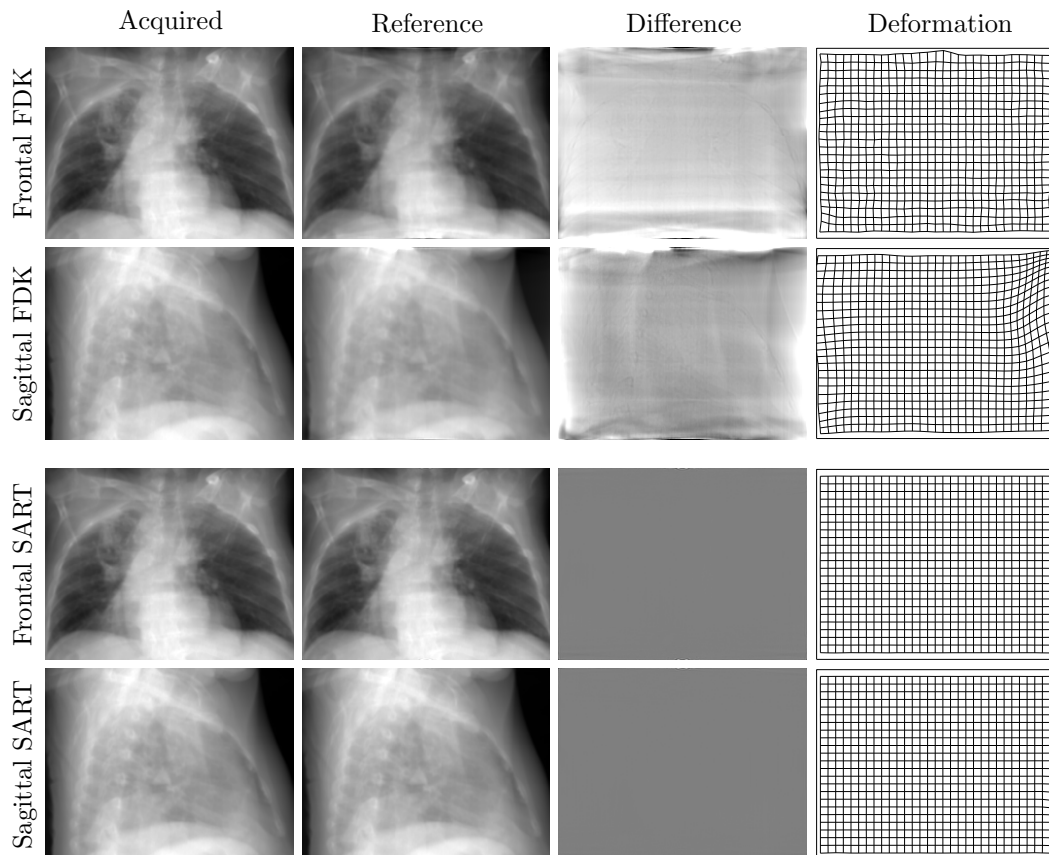 Acquired Reference Difference Deformation
Frontal FDK
Sagittal FDK
Frontal SART
Sagittal SART